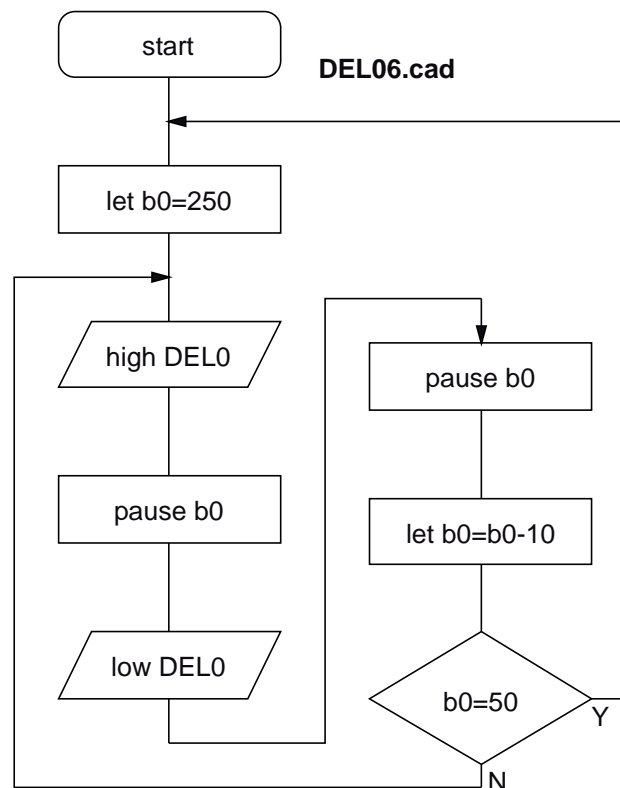 start
DEL06.cad
let b0=250
high DEL0
pause b0
low DEL0
pause b0
let b0=b0-10
b0=50
Y
N